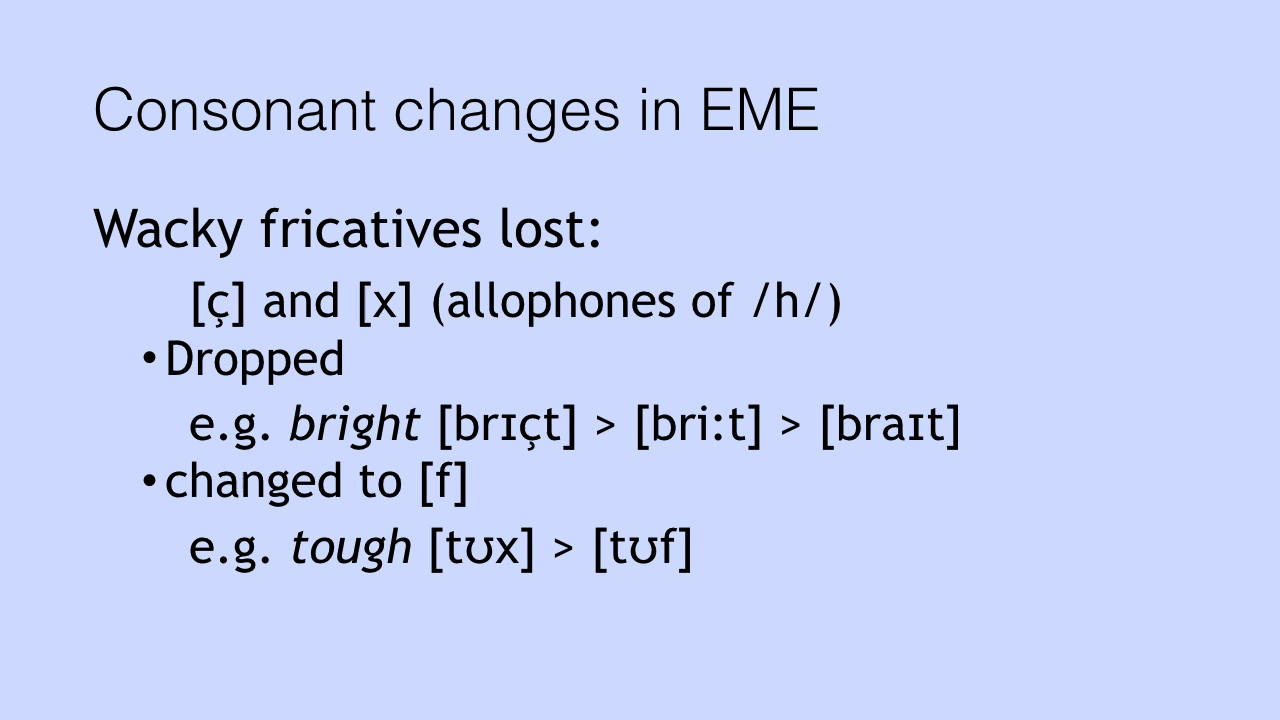 Consonant changes in EME
Wacky fricatives lost:
[ç] and [x] (allophones of /h/)
• Dropped
e.g. bright [brɪçt] > [bri:t] > [braɪt]
• changed to [f]
e.g. tough [tʊx] > [tʊf]